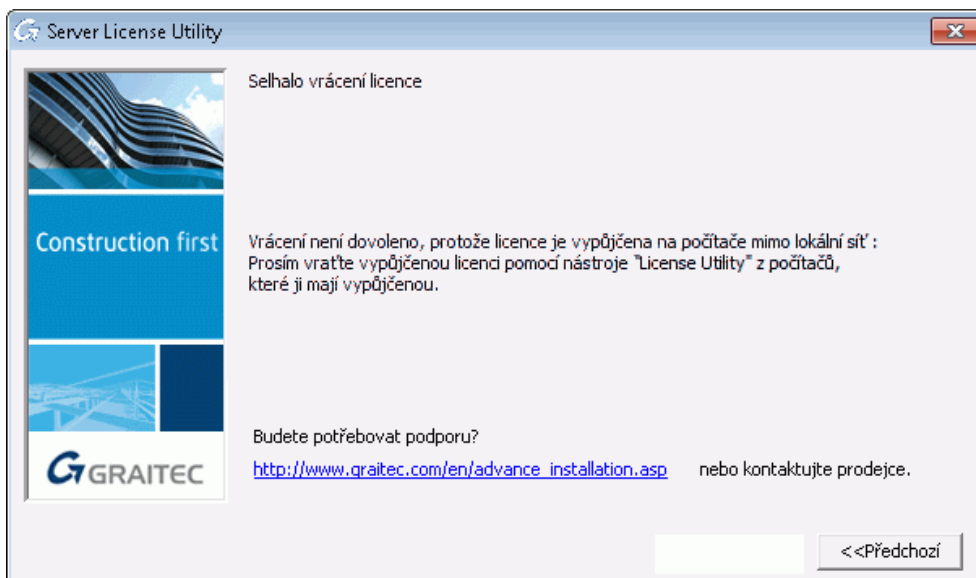 Server License Utility
Selhalo vrácení licence
Construction first
Vrácení není dovoleno, protože licence je vypůjčena na počítače mimo lokální síť :
Prosím vraťte vypůjčenou licenci pomocí nástroje "License Utility" z počítačů,
které ji mají vypůjčenou.
Budete potřebovat podporu?
http://www.graitec.com/en/advance_installation.asp nebo kontaktujte prodejce.
GRAITEC
<<Předchozí